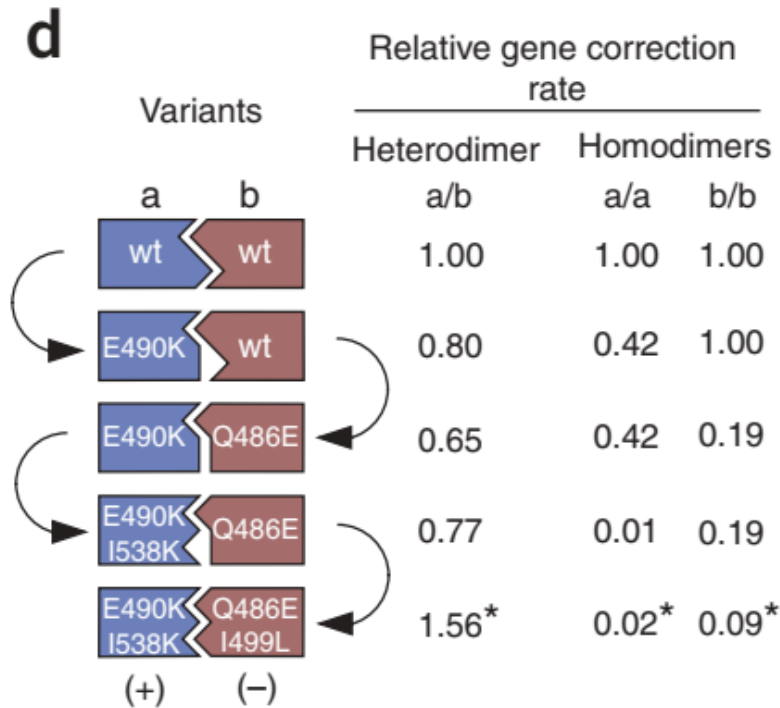 d
Relative gene correction
rate
Variants
Heterodimer Homodimers
a b a/b a/a b/b
wt wt 1.00 1.00 1.00
E490K wt 0.80 0.42 1.00
E490K Q486E 0.65 0.42 0.19
E490K
I538K Q486E 0.77 0.01 0.19
E490K Q486E
I538K I499L 1.56* 0.02* 0.09*
(+) (–)